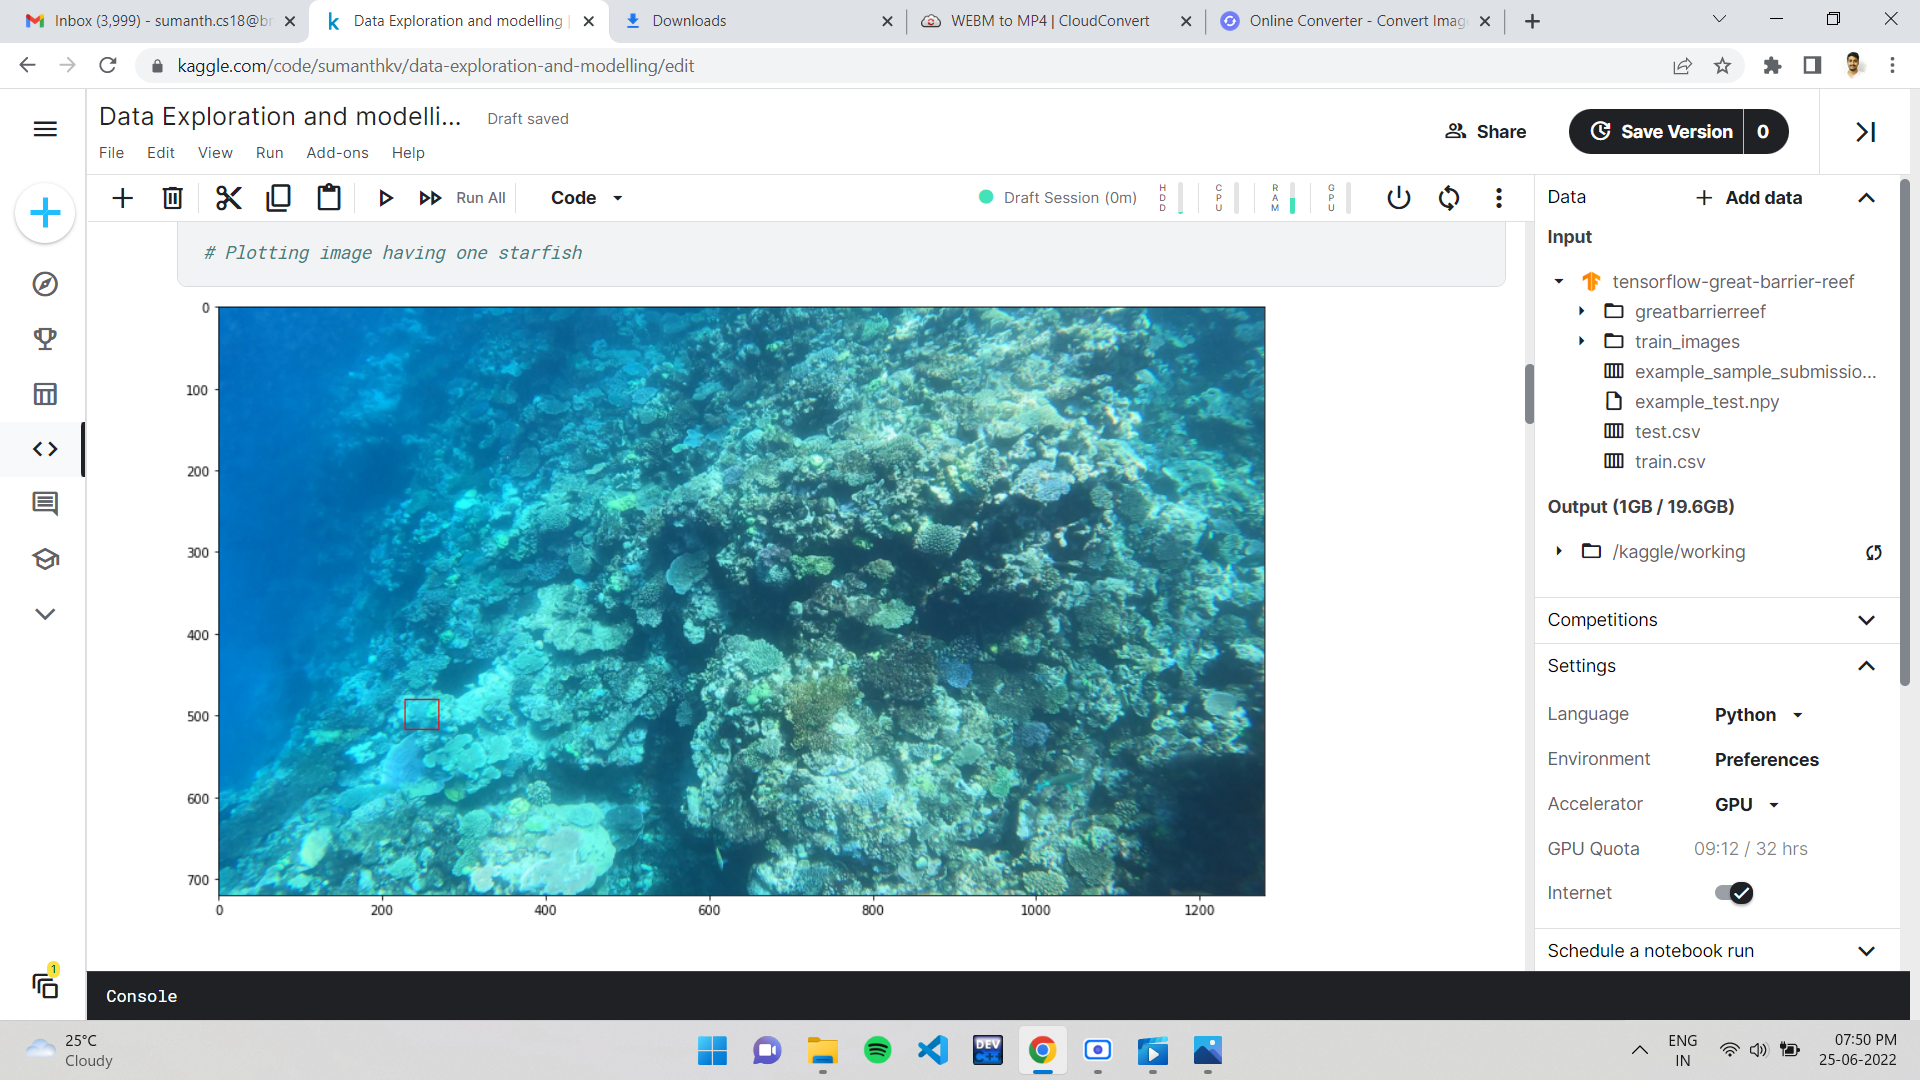 Inbox (3,999) - sumanth.cs18@br
Data Exploration and modelling |
Downloads
WEBM to MP4 | CloudConvert
Online Converter - Convert Imag
kaggle.com/code/sumanthkv/data-exploration-and-modelling/edit
Data Exploration and modelli...
Draft saved
File Edit View Run Add-ons Help
Share
Save Version 0
Run All
Code
Draft Session (0m)
HDD
CPU
RAM
GPU
# Plotting image having one starfish
0
100
200
300
400
500
600
700
0 200 400 600 800 1000 1200
Data
Add data
Input
tensorflow-great-barrier-reef
greatbarrierreef
train_images
example_sample_submissio...
example_test.npy
test.csv
train.csv
Output (1GB / 19.6GB)
/kaggle/working
Competitions
Settings
Language Python
Environment Preferences
Accelerator GPU
GPU Quota 09:12 / 32 hrs
Internet
Schedule a notebook run
1
Console
25°C
Cloudy
DEV
C++
ENG
IN
07:50 PM
25-06-2022